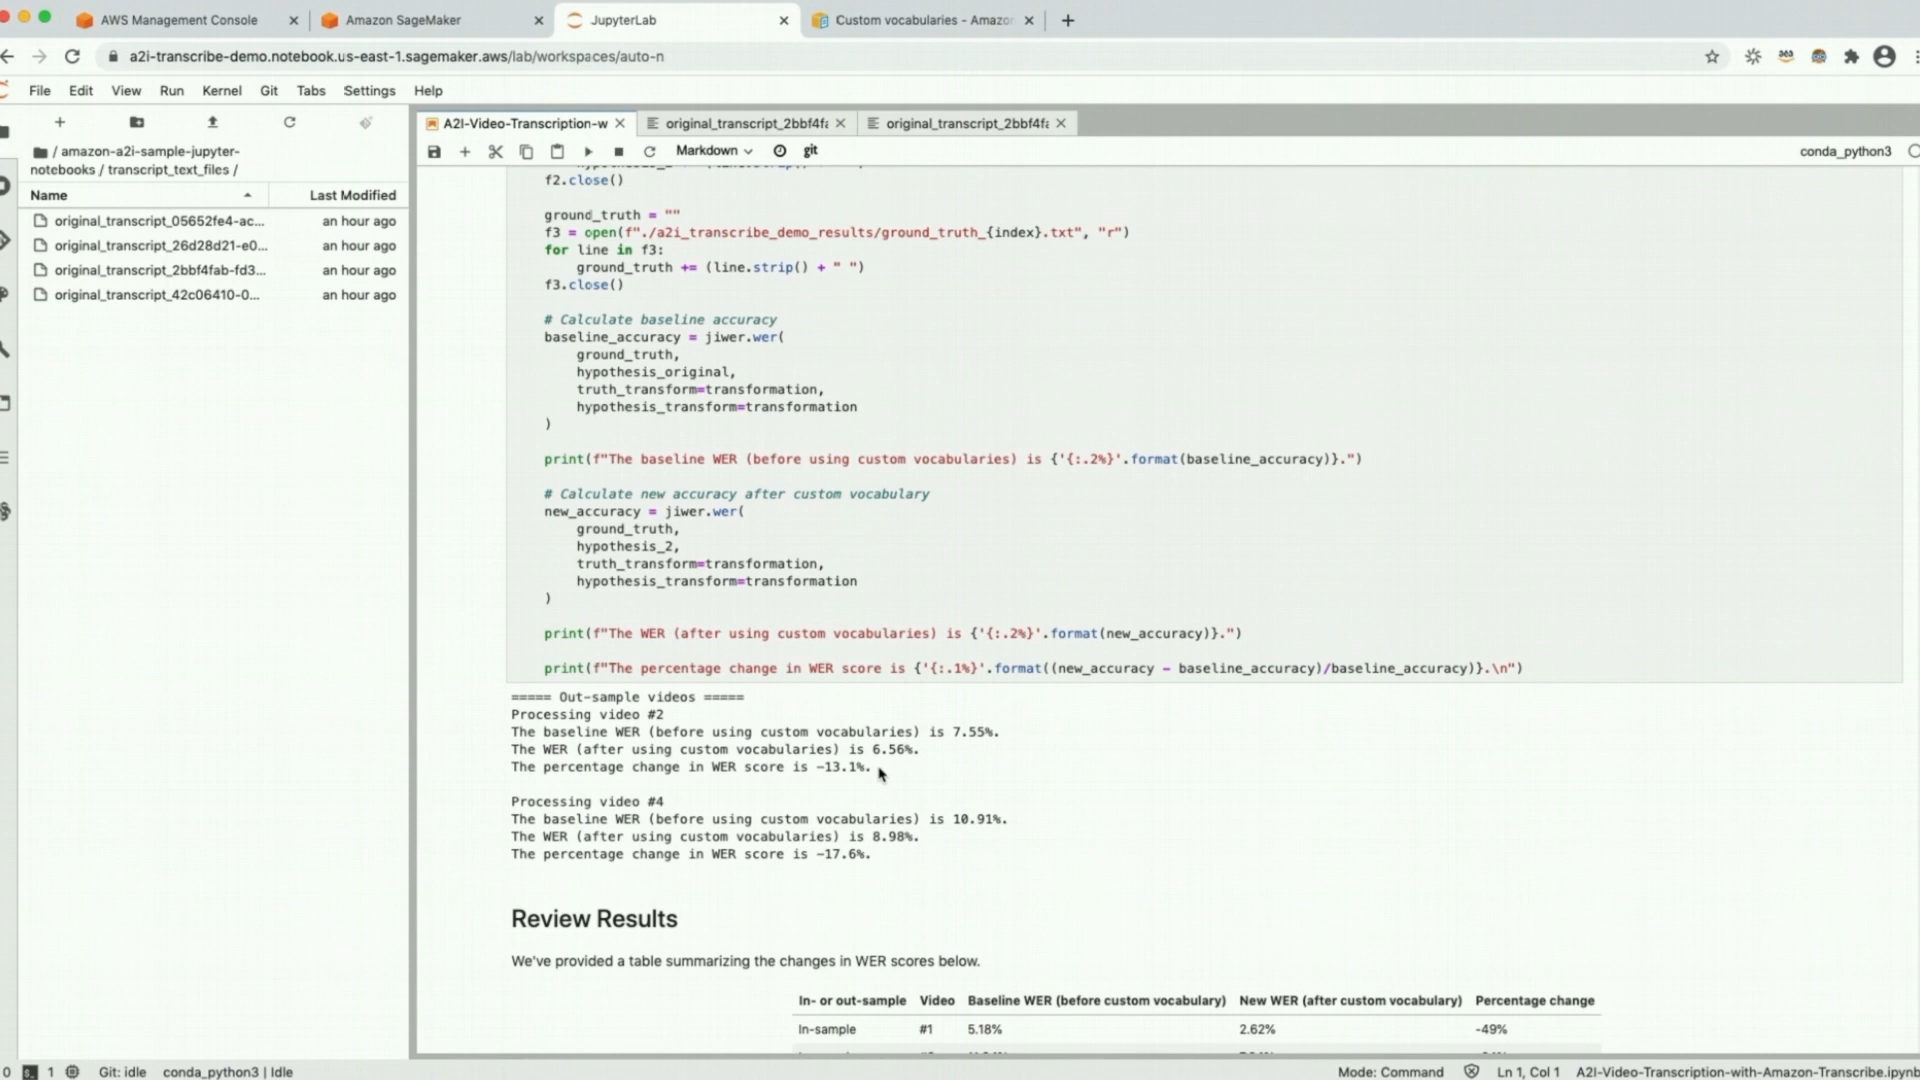 AWS Management Console
Amazon SageMaker
JupyterLab
Custom vocabularies - Amazon
a2i-transcribe-demo.notebook.us-east-1.sagemaker.aws/lab/workspaces/auto-n
File Edit View Run Kernel Git Tabs Settings Help
/ amazon-a2i-sample-jupyter-
notebooks / transcript_text_files /
Name Last Modified
original_transcript_05652fe4-ac... an hour ago
original_transcript_26d28d21-e0... an hour ago
original_transcript_2bbf4fab-fd3... an hour ago
original_transcript_42c06410-0... an hour ago
A2I-Video-Transcription-w
original_transcript_2bbf4fa
original_transcript_2bbf4fa
Markdown git conda_python3
f2.close()
ground_truth = ""
f3 = open(f"./a2i_transcribe_demo_results/ground_truth_{index}.txt", "r")
for line in f3:
ground_truth += (line.strip() + " ")
f3.close()
# Calculate baseline accuracy
baseline_accuracy = jiwer.wer(
ground_truth,
hypothesis_original,
truth_transform=transformation,
hypothesis_transform=transformation
)
print(f"The baseline WER (before using custom vocabularies) is {'{:.2%}'.format(baseline_accuracy)}.")
# Calculate new accuracy after custom vocabulary
new_accuracy = jiwer.wer(
ground_truth,
hypothesis_2,
truth_transform=transformation,
hypothesis_transform=transformation
)
print(f"The WER (after using custom vocabularies) is {'{:.2%}'.format(new_accuracy)}.")
print(f"The percentage change in WER score is {'{:.1%}'.format((new_accuracy - baseline_accuracy)/baseline_accuracy)}.\n")
===== Out-sample videos =====
Processing video #2
The baseline WER (before using custom vocabularies) is 7.55%.
The WER (after using custom vocabularies) is 6.56%.
The percentage change in WER score is -13.1%.
Processing video #4
The baseline WER (before using custom vocabularies) is 10.91%.
The WER (after using custom vocabularies) is 8.98%.
The percentage change in WER score is -17.6%.
Review Results
We've provided a table summarizing the changes in WER scores below.
In- or out-sample Video Baseline WER (before custom vocabulary) New WER (after custom vocabulary) Percentage change
In-sample #1 5.18% 2.62% -49%
0 1 Git: idle conda_python3 | Idle Mode: Command Ln 1, Col 1 A2I-Video-Transcription-with-Amazon-Transcribe.ipynb